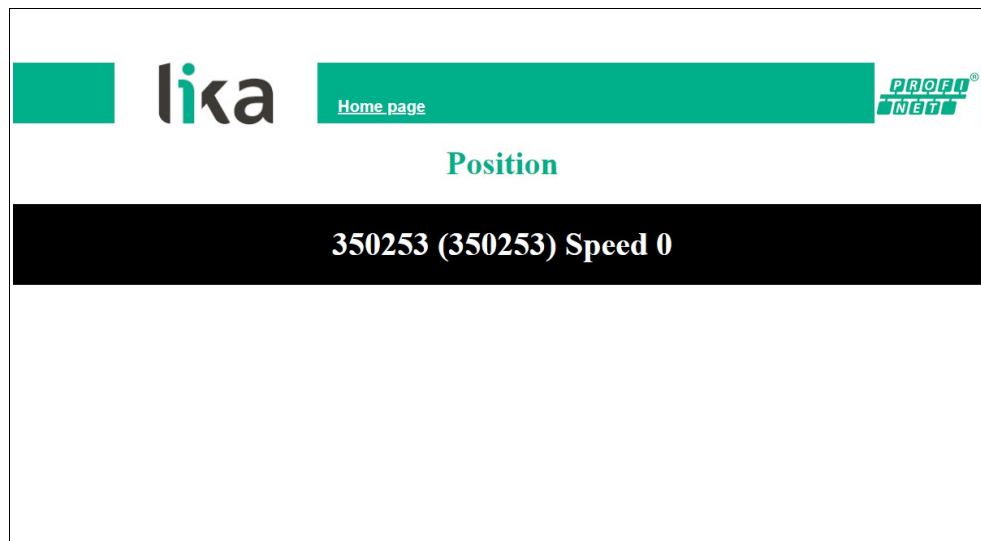 lika
Home page
PROFI®
NET
Position
350253 (350253) Speed 0